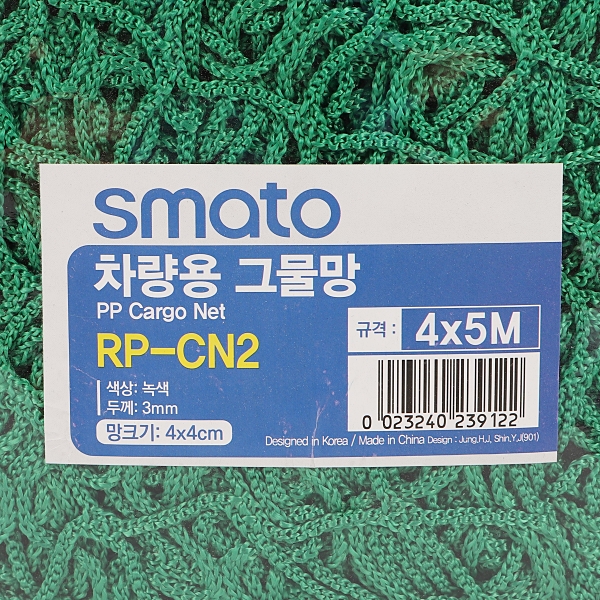 smato
차량용 그물망
PP Cargo Net
RP-CN2
색상: 녹색
두께: 3mm
망크기: 4x4cm
규격 : 4x5M
0 023240 239122
Designed in Korea / Made in China Design : Jung.H.J, Shin.Y.J(901)